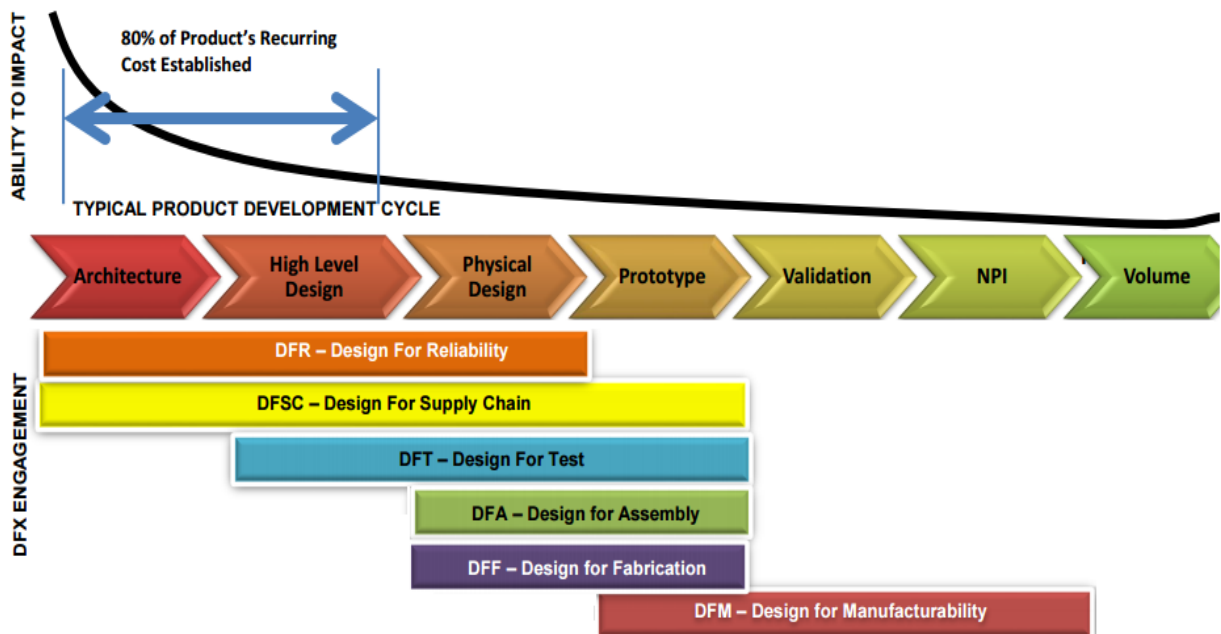 ABILITY TO IMPACT
80% of Product's Recurring
Cost Established
TYPICAL PRODUCT DEVELOPMENT CYCLE
Architecture
High Level
Design
Physical
Design
Prototype
Validation
NPI
Volume
DFX ENGAGEMENT
DFR – Design For Reliability
DFSC – Design For Supply Chain
DFT – Design For Test
DFA – Design for Assembly
DFF – Design for Fabrication
DFM – Design for Manufacturability